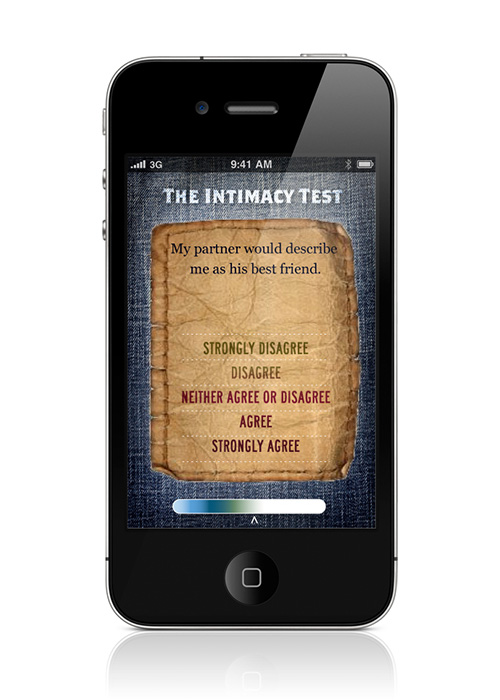 3G 9:41 AM
THE INTIMACY TEST
My partner would describe
me as his best friend.
STRONGLY DISAGREE
DISAGREE
NEITHER AGREE OR DISAGREE
AGREE
STRONGLY AGREE